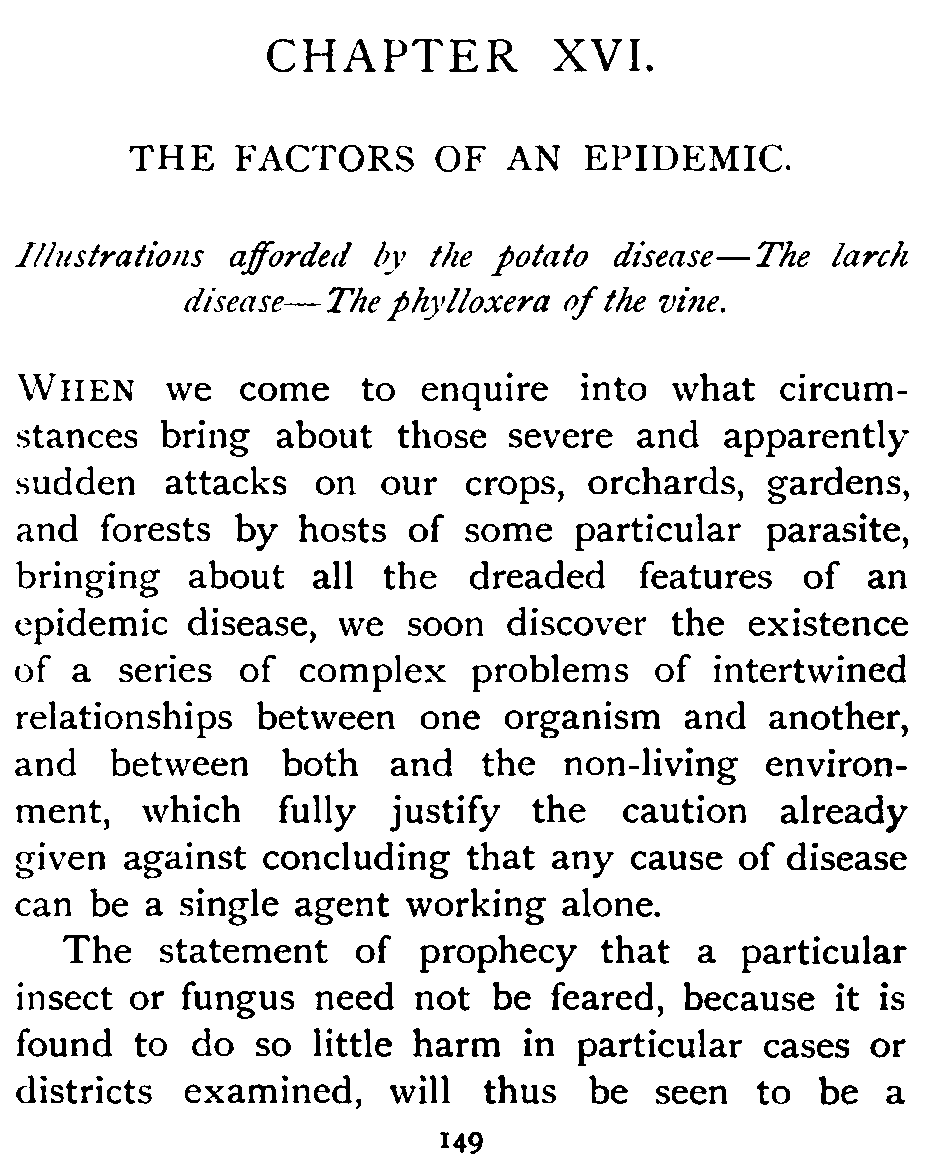 CHAPTER XVI.
THE FACTORS OF AN EPIDEMIC.
Illustrations afforded by the potato disease—The larch
disease—The phylloxera of the vine.
WHEN we come to enquire into what circum-
stances bring about those severe and apparently
sudden attacks on our crops, orchards, gardens,
and forests by hosts of some particular parasite,
bringing about all the dreaded features of an
epidemic disease, we soon discover the existence
of a series of complex problems of intertwined
relationships between one organism and another,
and between both and the non-living environ-
ment, which fully justify the caution already
given against concluding that any cause of disease
can be a single agent working alone.
The statement of prophecy that a particular
insect or fungus need not be feared, because it is
found to do so little harm in particular cases or
districts examined, will thus be seen to be a
149